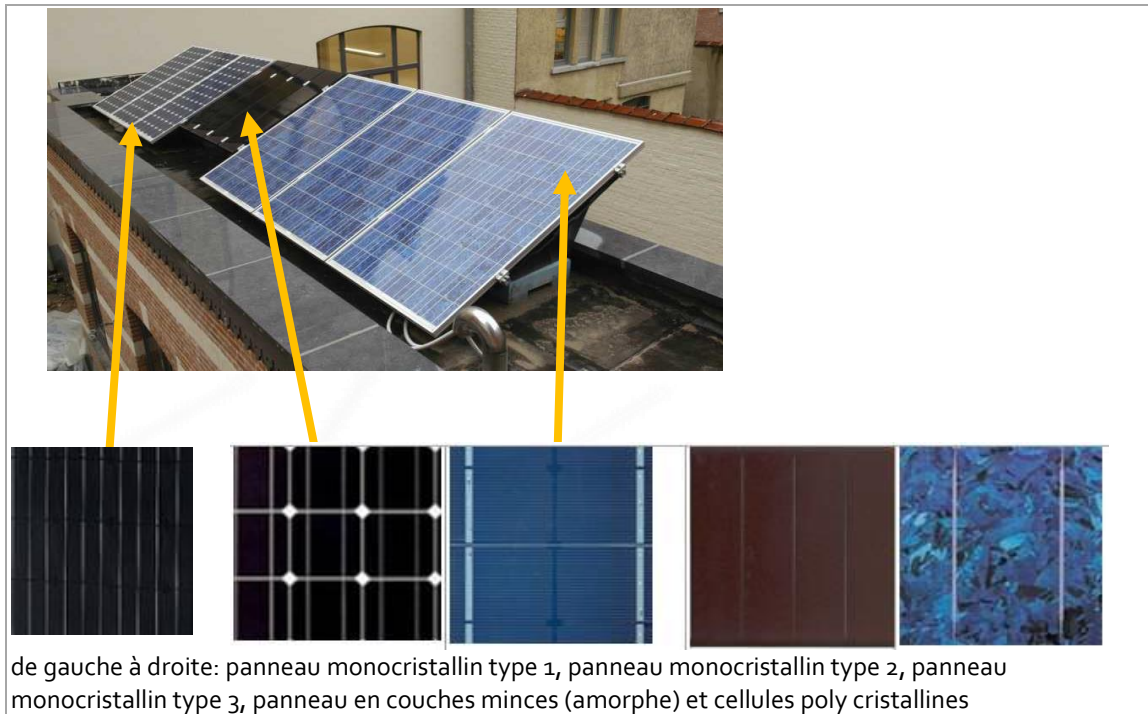 de gauche à droite: panneau monocristallin type 1, panneau monocristallin type 2, panneau
monocristallin type 3, panneau en couches minces (amorphe) et cellules poly cristallines